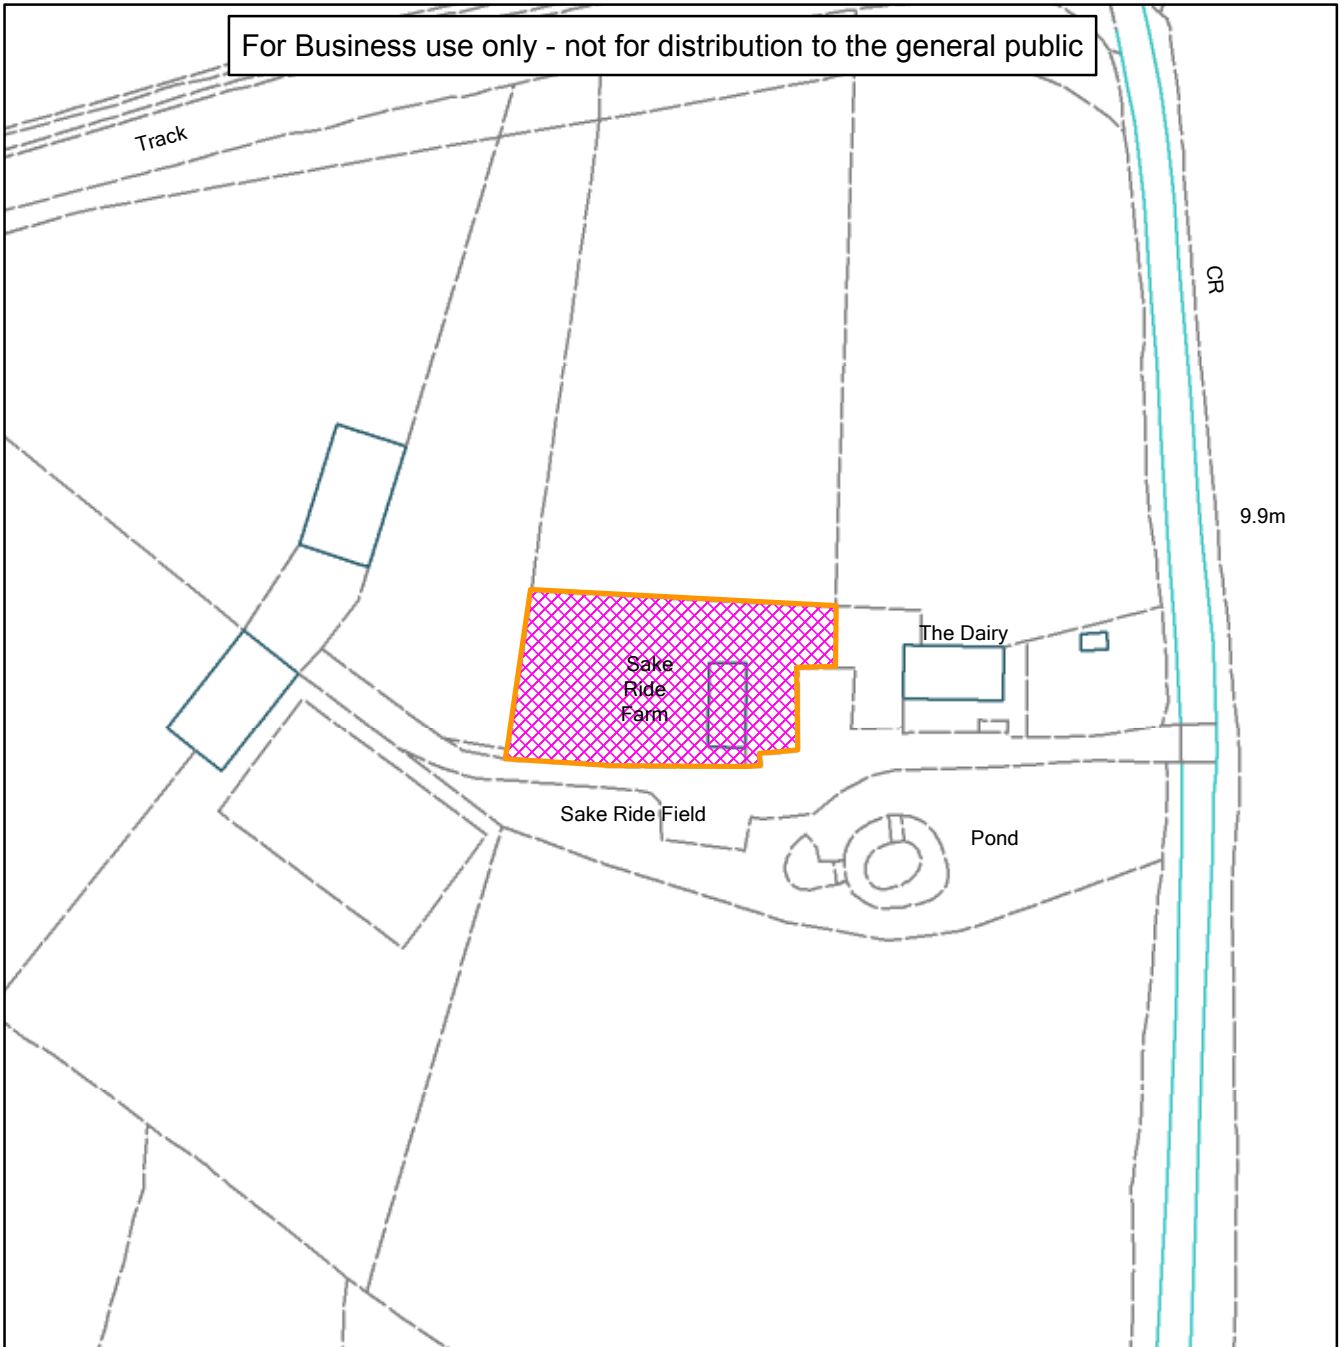 For Business use only - not for distribution to the general public
Track
CR
9.9m
The Dairy
Sake
Ride
Farm
Sake Ride Field
Pond